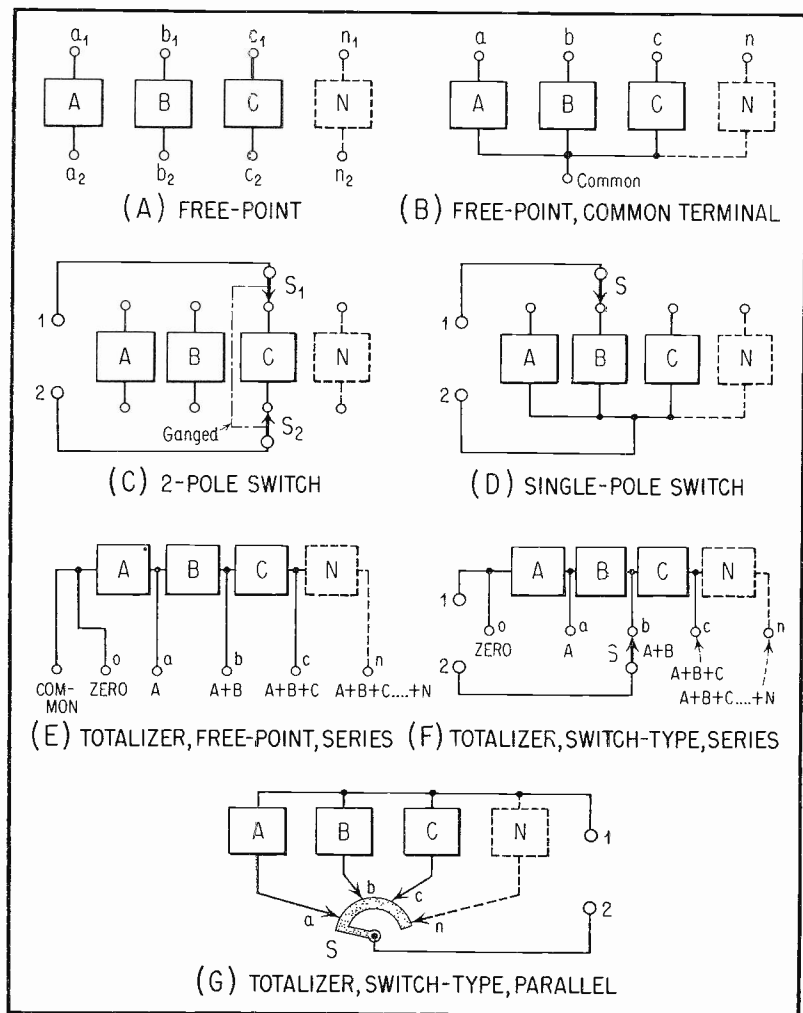 a₁ b₁ c₁ n₁
A B C N
a₂ b₂ c₂ n₂
(A) FREE-POINT
a b c n
A B C N
Common
(B) FREE-POINT, COMMON TERMINAL
S₁
1
A B C N
2
Ganged
S₂
(C) 2-POLE SWITCH
S
1
A B C N
2
(D) SINGLE-POLE SWITCH
A B C N
o a b c n
COM-
MON
ZERO A A+B A+B+C A+B+C....+N
(E) TOTALIZER, FREE-POINT, SERIES
A B C N
1
o a b c n
ZERO A S A+B
2
A+B+C
A+B+C....+N
(F) TOTALIZER, SWITCH-TYPE, SERIES
A B C N
1
b c
a n
2
S
(G) TOTALIZER, SWITCH-TYPE, PARALLEL